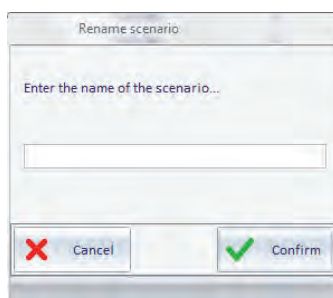 Rename scenario
Enter the name of the scenario...
Cancel
Confirm